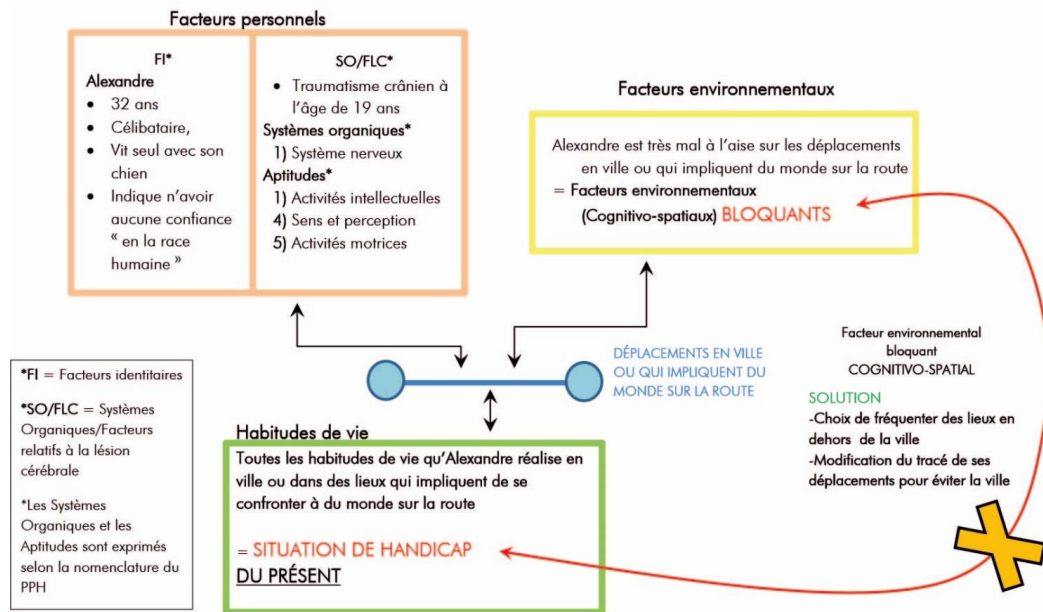 Facteurs personnels
FI*
Alexandre
• 32 ans
• Célibataire,
• Vit seul avec son
chien
• Indique n’avoir
aucune confiance
« en la race
humaine »
SO/FLC*
• Traumatisme crânien à
l’âge de 19 ans
Systèmes organiques*
1) Système nerveux
Aptitudes*
1) Activités intellectuelles
4) Sens et perception
5) Activités motrices
Facteurs environnementaux
Alexandre est très mal à l’aise sur les déplacements
en ville ou qui impliquent du monde sur la route
= Facteurs environnementaux
(Cognitivo-spatiaux) BLOQUANTS
DÉPLACEMENTS EN VILLE
OU QUI IMPLIQUENT DU
MONDE SUR LA ROUTE
Facteur environnemental
bloquant
COGNITIVO-SPATIAL
SOLUTION
-Choix de fréquenter des lieux en
dehors de la ville
-Modification du tracé de ses
déplacements pour éviter la ville
*FI = Facteurs identitaires
*SO/FLC = Systèmes
Organiques/Facteurs
relatifs à la lésion
cérébrale
*Les Systèmes
Organiques et les
Aptitudes sont exprimés
selon la nomenclature du
PPH
Habitudes de vie
Toutes les habitudes de vie qu’Alexandre réalise en
ville ou dans des lieux qui impliquent de se
confronter à du monde sur la route
= SITUATION DE HANDICAP
DU PRÉSENT